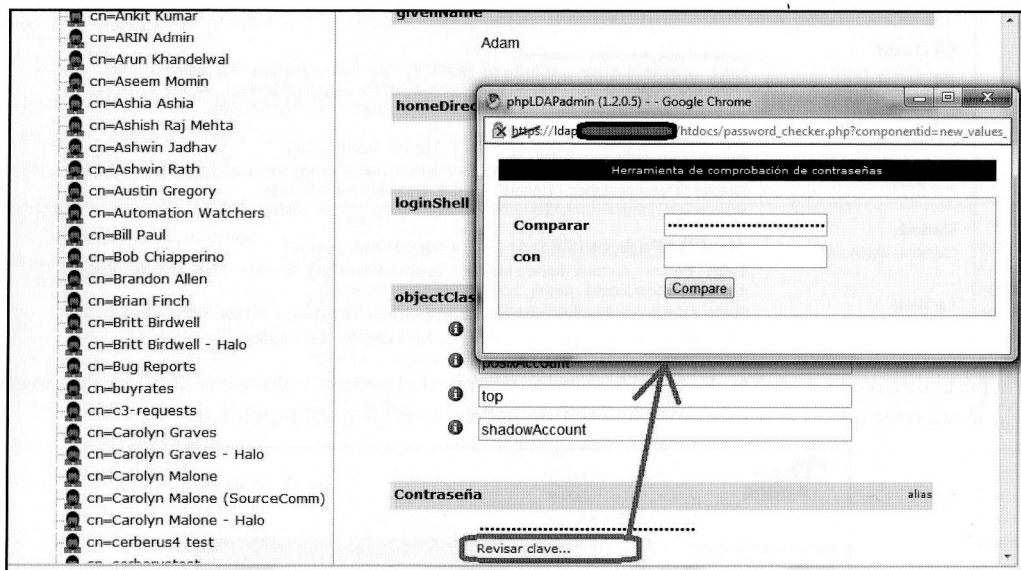 cn=Ankit Kumar
cn=ARIN Admin
cn=Arun Khandelwal
cn=Aseem Momin
cn=Ashia Ashia
cn=Ashish Raj Mehta
cn=Ashwin Jadhav
cn=Ashwin Rath
cn=Austin Gregory
cn=Automation Watchers
cn=Bill Paul
cn=Bob Chiapperino
cn=Brandon Allen
cn=Brian Finch
cn=Britt Birdwell
cn=Britt Birdwell - Halo
cn=Bug Reports
cn=buyrates
cn=c3-requests
cn=Carolyn Graves
cn=Carolyn Graves - Halo
cn=Carolyn Malone
cn=Carolyn Malone (SourceComm)
cn=Carolyn Malone - Halo
cn=cerberus4 test
cn=cerberustest
givenName
Adam
homeDirec
loginShell
objectClas
posixAccount
top
shadowAccount
Contraseña
alias
Revisar clave...
phpLDAPadmin (1.2.0.5) - - Google Chrome
https://ldap
/htdocs/password_checker.php?componentid=new_values_
Herramienta de comprobación de contraseñas
Comparar
con
Compare